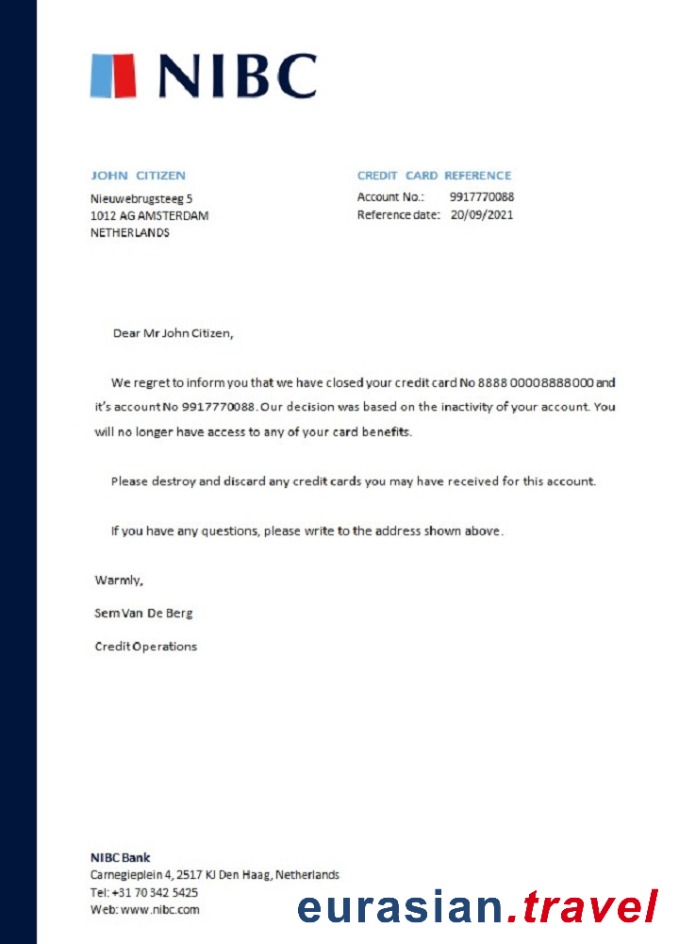 NIBC
JOHN CITIZEN
Nieuwebrugsteeg 5
1012 AG AMSTERDAM
NETHERLANDS
CREDIT CARD REFERENCE
Account No.: 9917770088
Reference date: 20/09/2021
Dear Mr John Citizen,
We regret to inform you that we have closed your credit card No 8888 00008888000 and
it's account No 9917770088. Our decision was based on the inactivity of your account. You
will no longer have access to any of your card benefits.
Please destroy and discard any credit cards you may have received for this account.
If you have any questions, please write to the address shown above.
Warmly,
Sem Van De Berg
Credit Operations
NIBC Bank
Carnegieplein 4, 2517 KJ Den Haag, Netherlands
Tel: +31 70 342 5425
Web: www.nibc.com
eurasian.travel